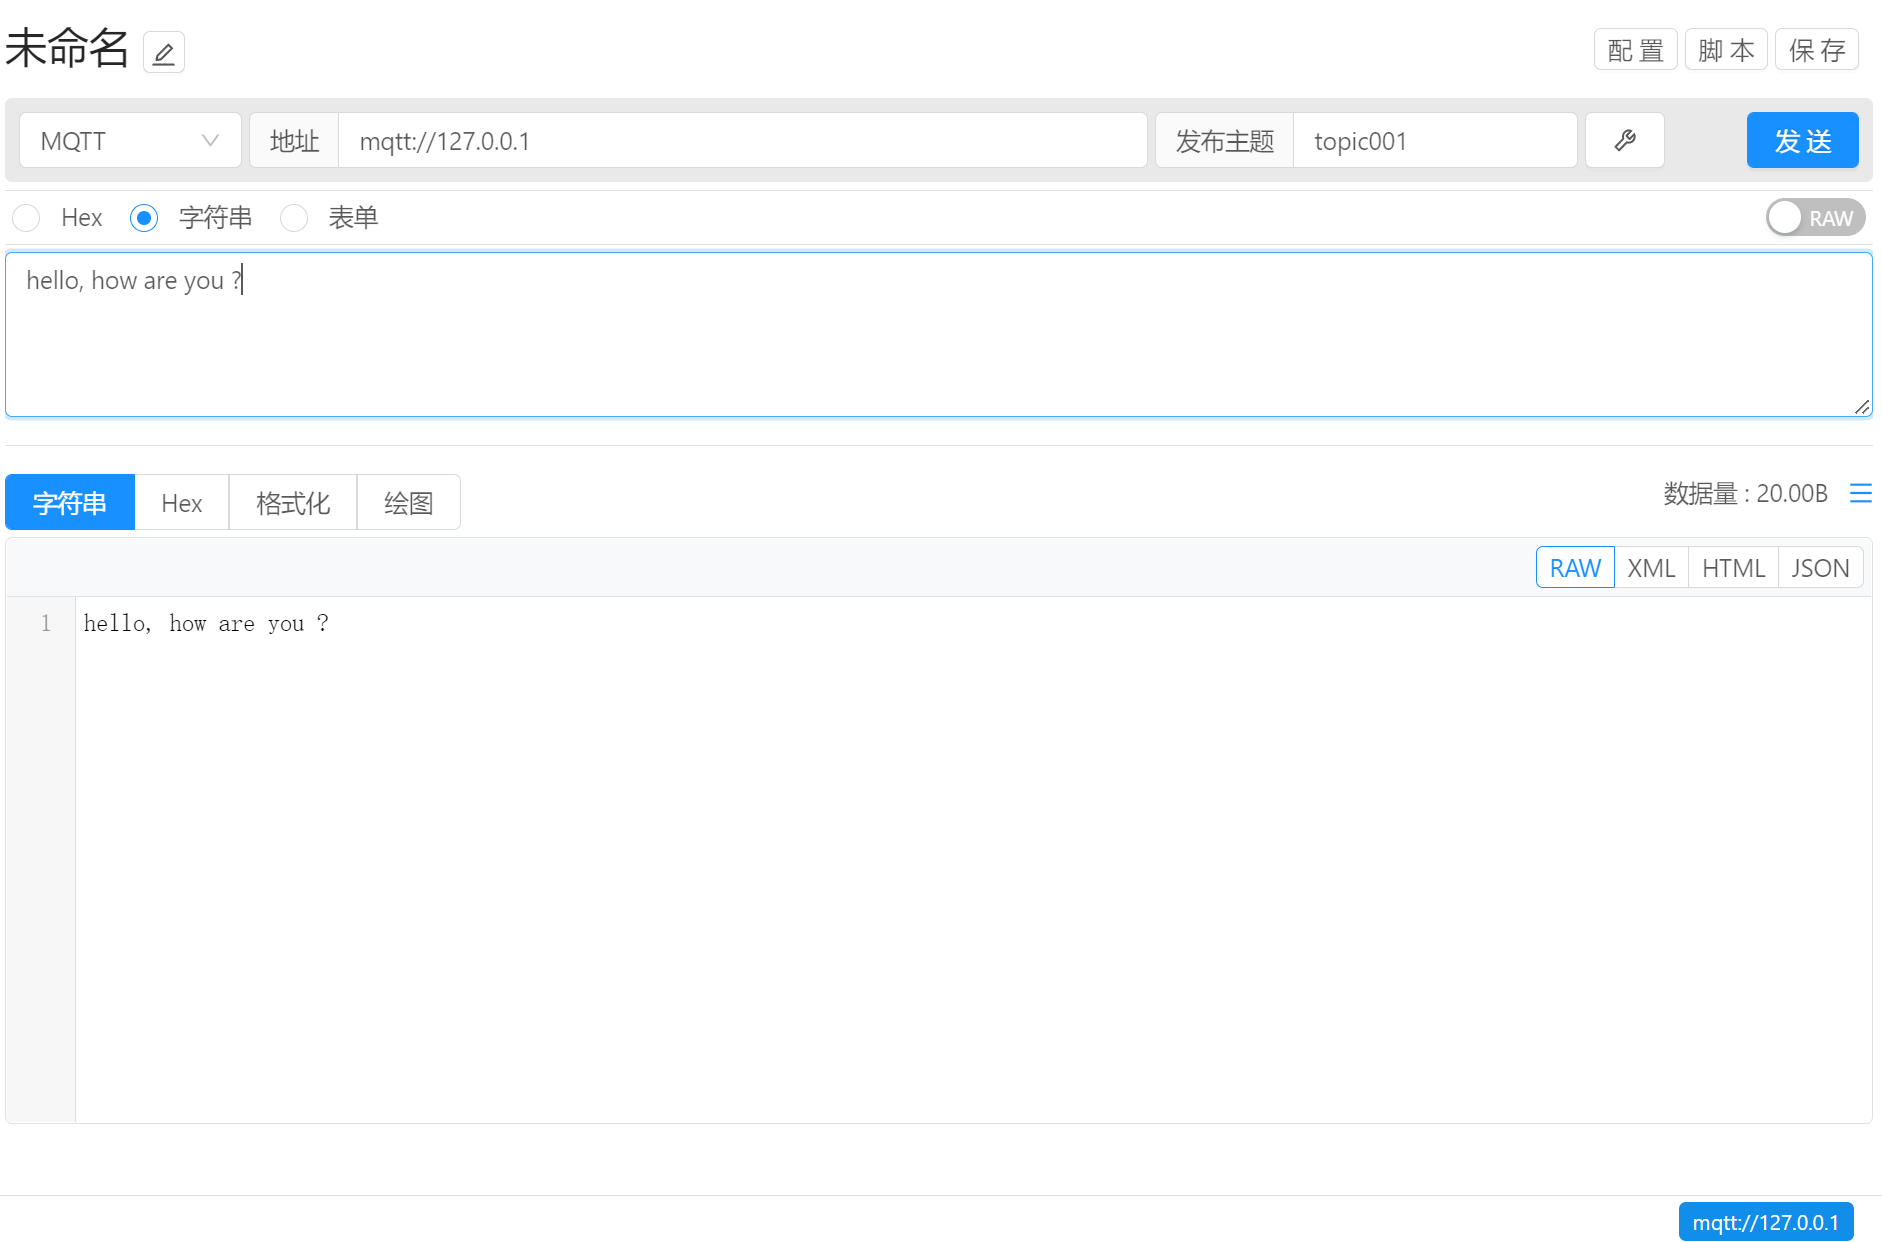 未命名
配 置 脚 本 保 存
MQTT 地址 mqtt://127.0.0.1 发布主题 topic001 发 送
Hex 字符串 表单 RAW
hello, how are you ?
字符串 Hex 格式化 绘图 数据量 : 20.00B
RAW XML HTML JSON
1 hello, how are you ?
mqtt://127.0.0.1